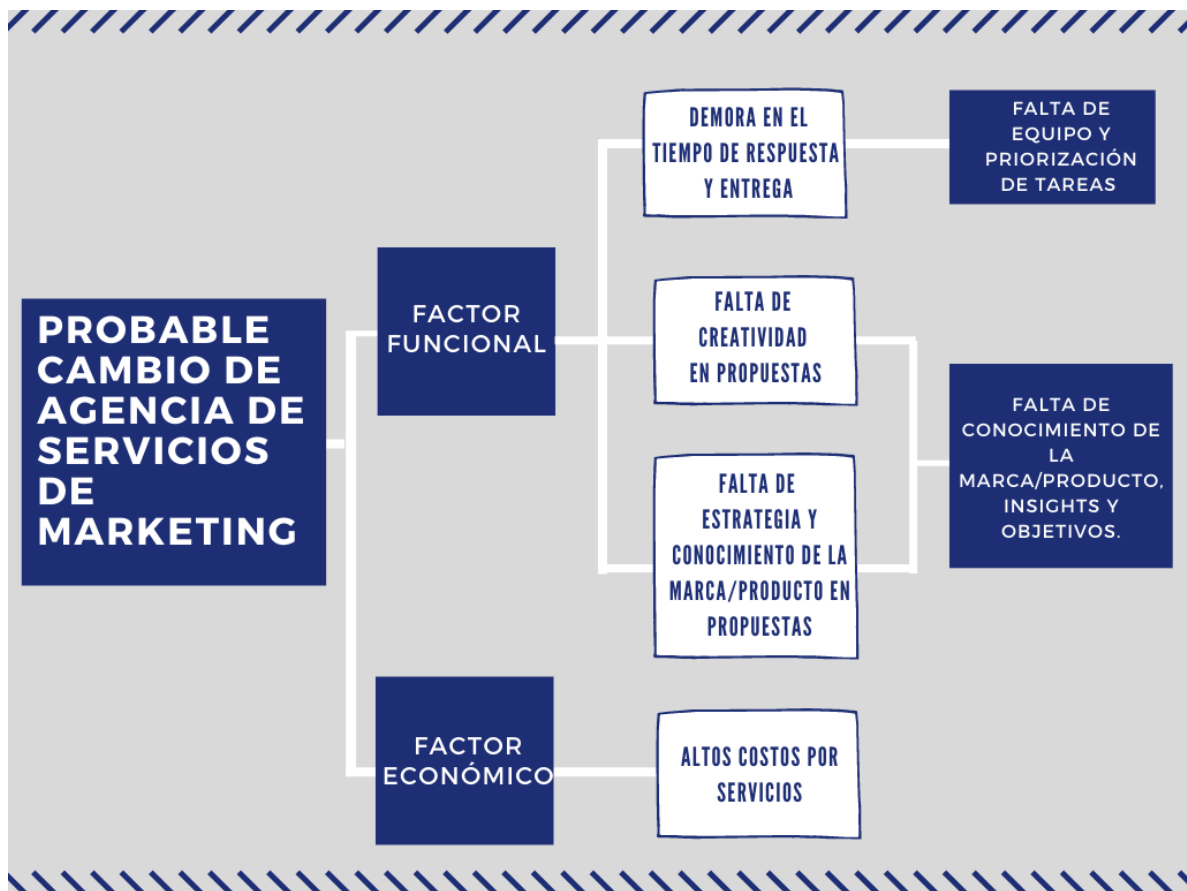 PROBABLE
CAMBIO DE
AGENCIA DE
SERVICIOS
DE
MARKETING
FACTOR
FUNCIONAL
DEMORA EN EL
TIEMPO DE RESPUESTA
Y ENTREGA
FALTA DE
EQUIPO Y
PRIORIZACIÓN
DE TAREAS
FALTA DE
CREATIVIDAD
EN PROPUESTAS
FALTA DE
ESTRATEGIA Y
CONOCIMIENTO DE LA
MARCA/PRODUCTO EN
PROPUESTAS
FALTA DE
CONOCIMIENTO DE
LA
MARCA/PRODUCTO,
INSIGHTS Y
OBJETIVOS.
FACTOR
ECONÓMICO
ALTOS COSTOS POR
SERVICIOS